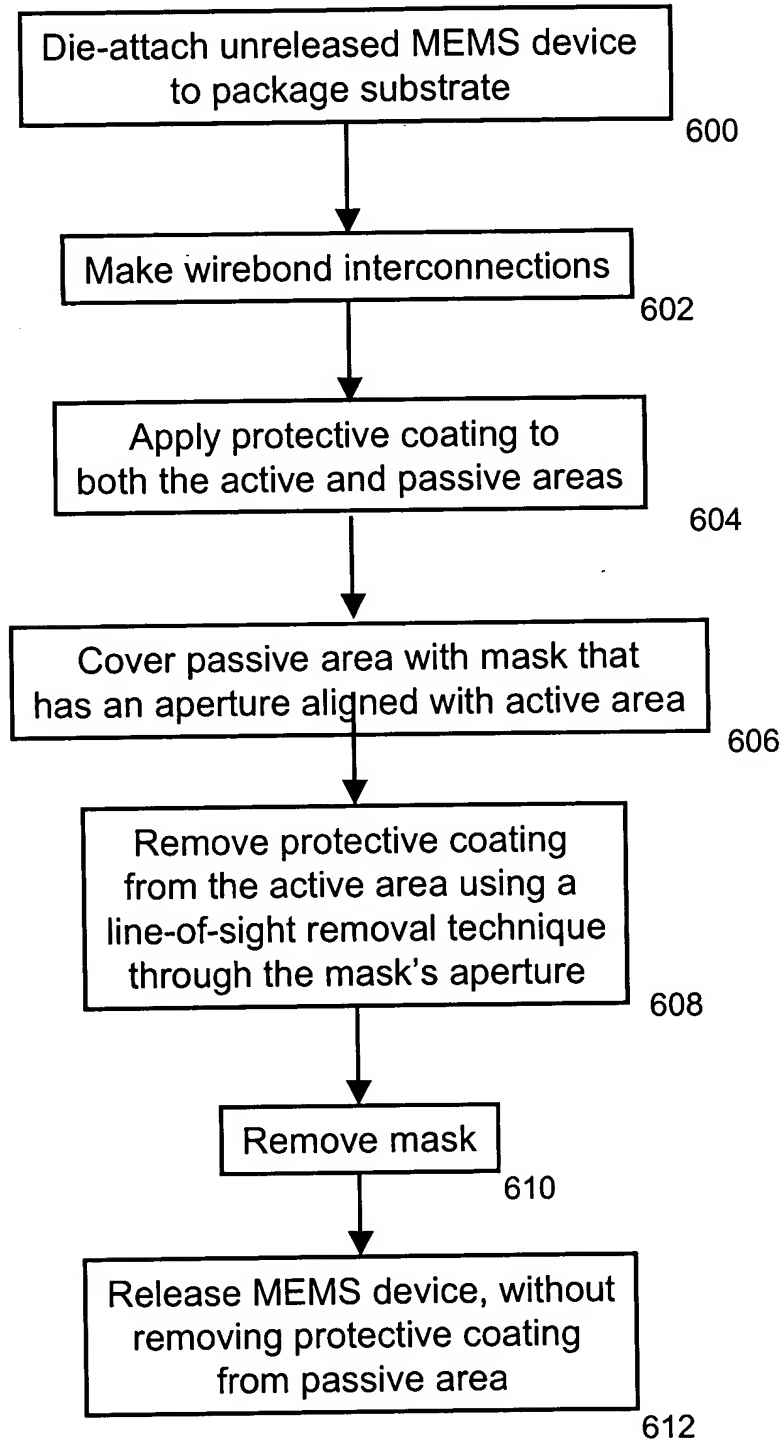 Die-attach unreleased MEMS device
to package substrate
600
Make wirebond interconnections
602
Apply protective coating to
both the active and passive areas
604
Cover passive area with mask that
has an aperture aligned with active area
606
Remove protective coating
from the active area using a
line-of-sight removal technique
through the mask's aperture
608
Remove mask
610
Release MEMS device, without
removing protective coating
from passive area
612